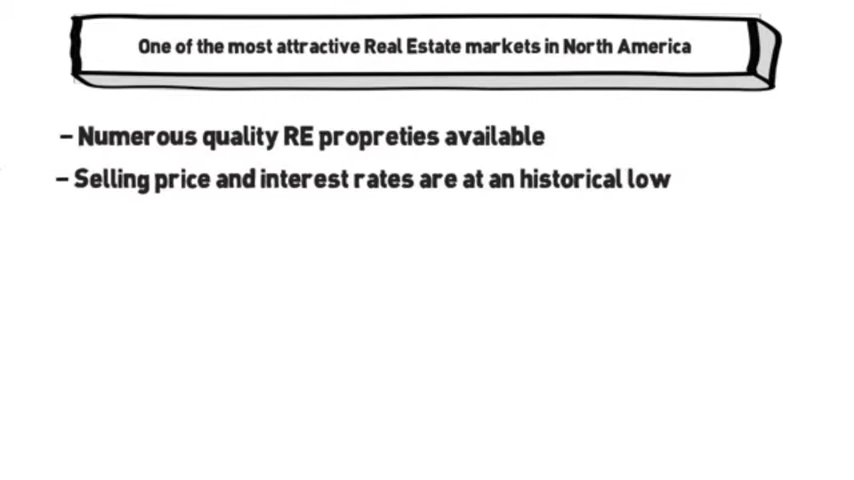 One of the most attractive Real Estate markets in North America
– Numerous quality RE propreties available
– Selling price and interest rates are at an historical low